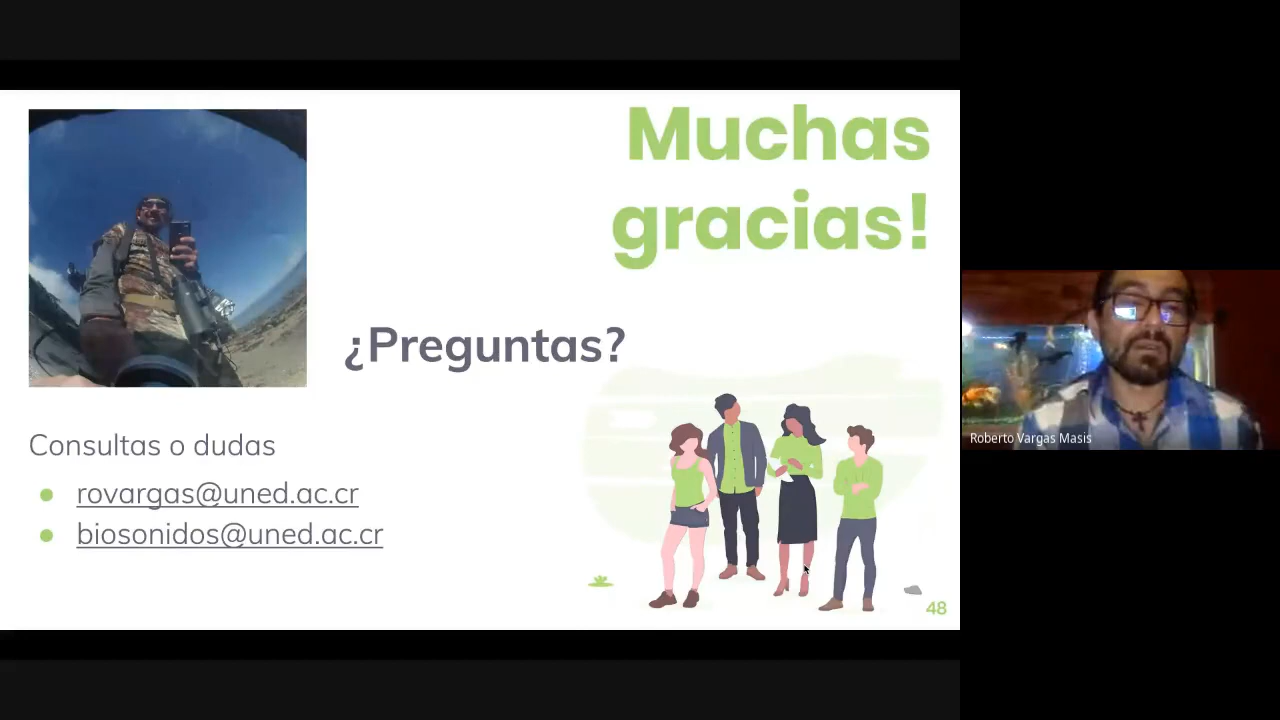 Muchas
gracias!
¿Preguntas?
Consultas o dudas
rovargas@uned.ac.cr
biosonidos@uned.ac.cr
48
Roberto Vargas Masis